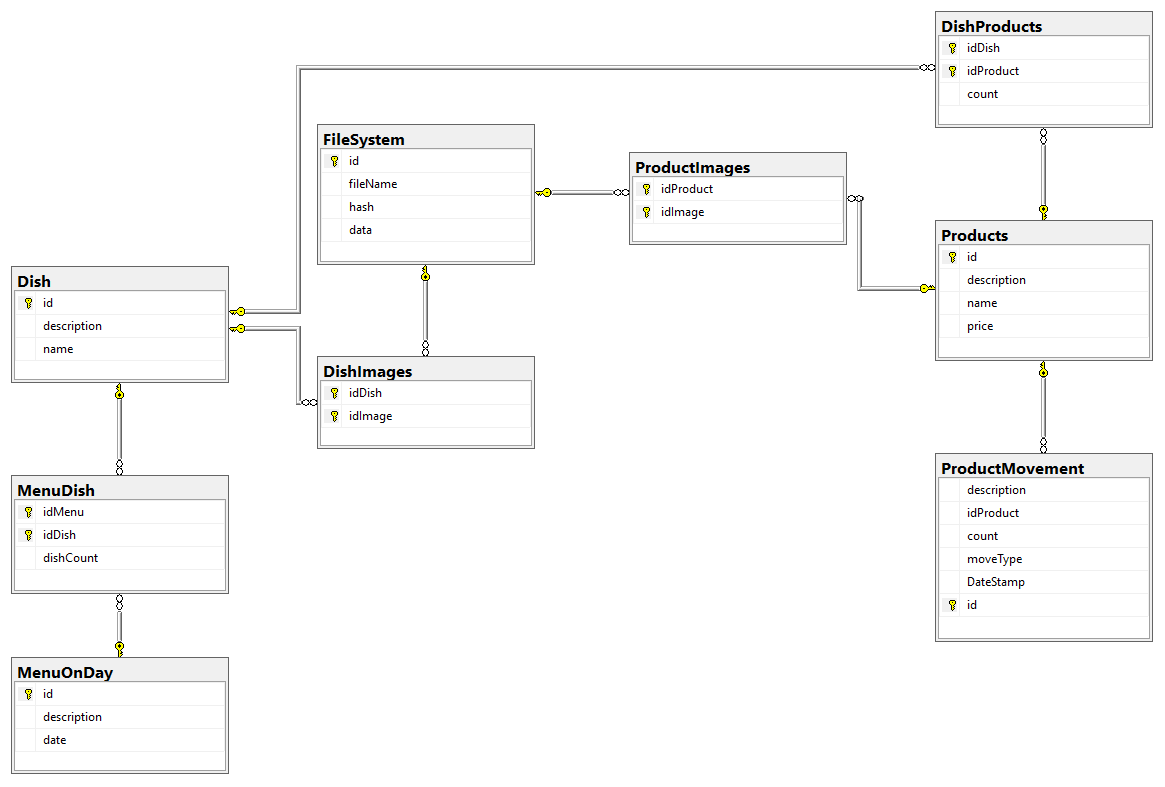 DishProducts
idDish
idProduct
count
FileSystem
id
fileName
hash
data
ProductImages
idProduct
idImage
Products
id
description
name
price
Dish
id
description
name
DishImages
idDish
idImage
ProductMovement
description
idProduct
count
moveType
DateStamp
id
MenuDish
idMenu
idDish
dishCount
MenuOnDay
id
description
date